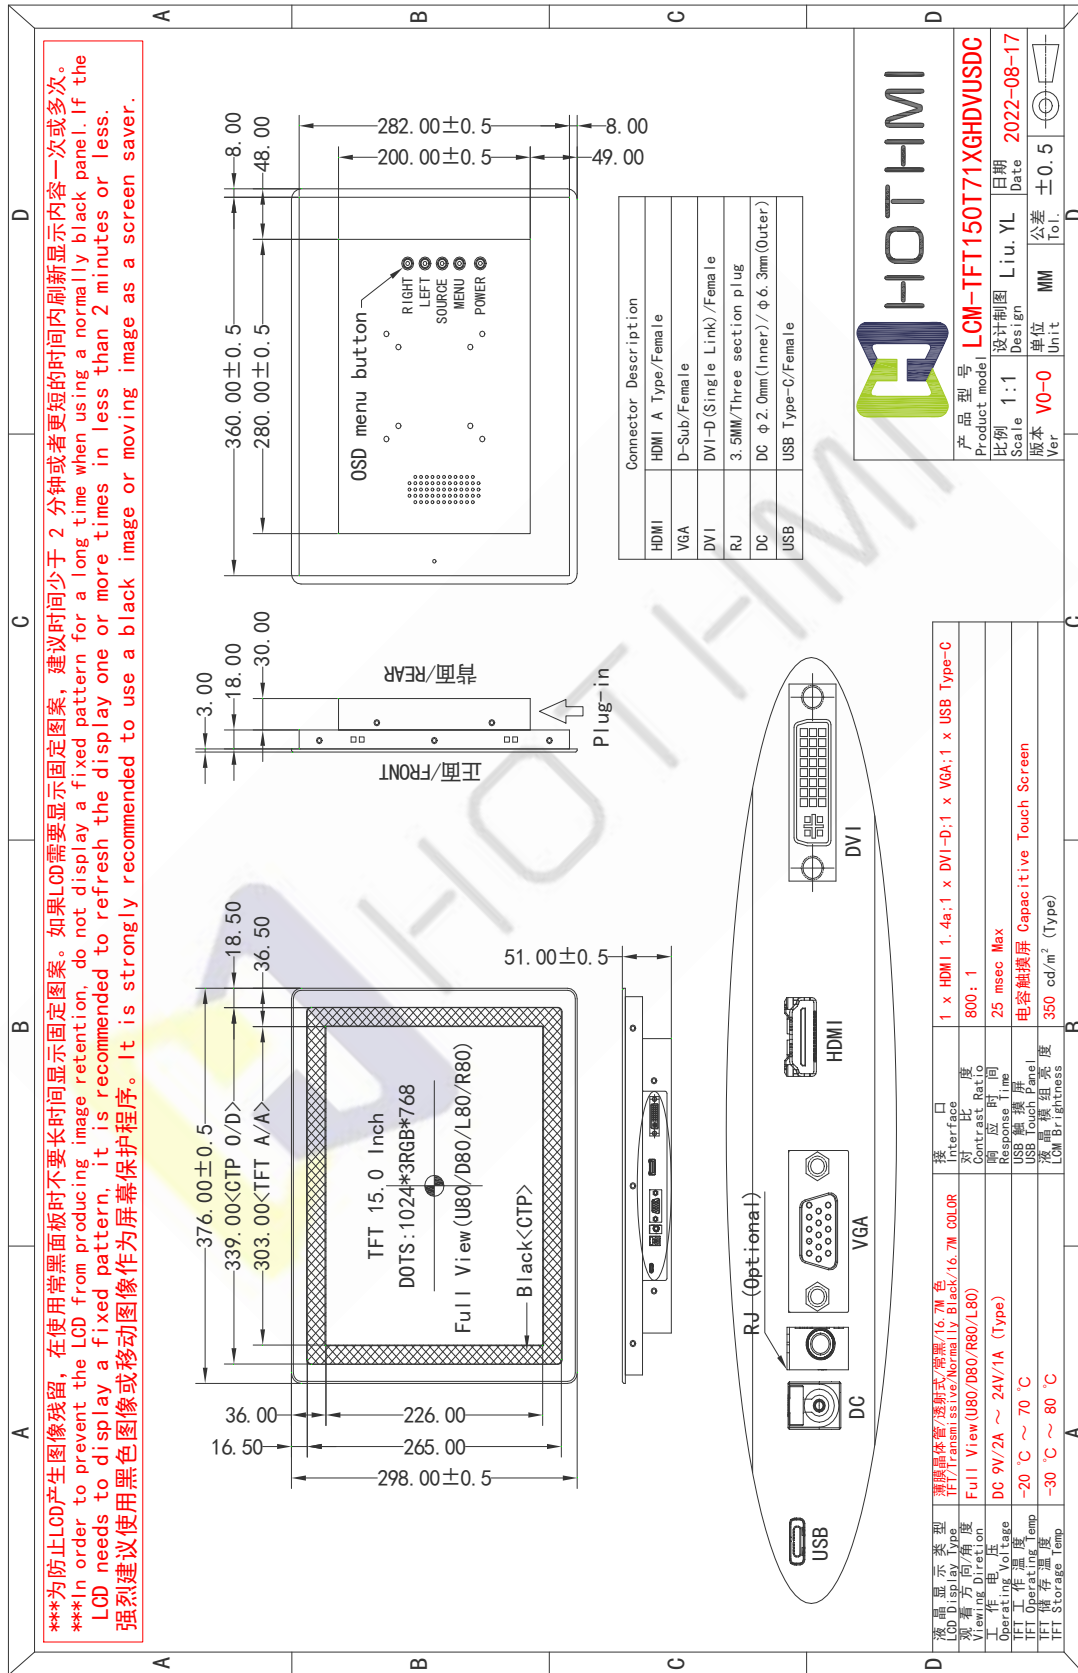 ***为防止LCD产生图像残留, 在使用常黑面板时不要长时间显示固定图案。如果LCD需要显示固定图案, 建议时间少于 2 分钟或者更短的时间内刷新显示内容一次或多次。
***In order to prevent the LCD from producing image retention, do not display a fixed pattern for a long time when using a normally black panel. If the
LCD needs to display a fixed pattern, it is recommended to refresh the display one or more times in less than 2 minutes or less.
强烈建议使用黑色图像或移动图像作为屏幕保护程序。It is strongly recommended to use a black image or moving image as a screen saver.
A
B
C
D
A
B
C
D
A
B
C
D
A
B
C
D
376.00±0.5
18.50
339.00<CTP O/D>
36.50
303.00<TFT A/A>
TFT 15.0 Inch
DOTS:1024*3RGB*768
Full View(U80/D80/L80/R80)
Black<CTP>
36.00
226.00
16.50
265.00
298.00±0.5
51.00±0.5
3.00
18.00
30.00
正面/FRONT
背面/REAR
Plug-in
8.00
360.00±0.5
48.00
280.00±0.5
OSD menu button
RIGHT
LEFT
SOURCE
MENU
POWER
282.00±0.5
8.00
200.00±0.5
49.00
Connector Description
HDMI HDMI A Type/Female
VGA D-Sub/Female
DVI DVI-D(Single Link)/Female
RJ 3.5MM/Three section plug
DC DC φ2.0mm(Inner)/φ6.3mm(Outer)
USB USB Type-C/Female
USB
DC
RJ (Optional)
VGA
HDMI
DVI
液晶显示类型
LCD Display Type
薄膜晶体管/透射式/常黑/16.7M 色
TFT/Transmissive/Normally Black/16.7M COLOR
观看方向/角度
Viewing Diretion
Full View(U80/D80/R80/L80)
工作电压
Operating Voltage
DC 9V/2A ～ 24V/1A (Type)
TFT 工作温度
TFT Operating Temp
-20 ℃ ～ 70 ℃
TFT 储存温度
TFT Storage Temp
-30 ℃ ～ 80 ℃
接口
Interface
1 x HDMI 1.4a;1 x DVI-D;1 x VGA;1 x USB Type-C
对比度
Contrast Ratio
800: 1
响应时间
Response Time
25 msec Max
USB 触摸屏
USB Touch Panel
电容触摸屏 Capacitive Touch Screen
液晶模组亮度
LCM Brightness
350 cd/m² (Type)
HOTHMI
产品型号
Product model
LCM-TFT150T71XGHDVUSDC
比例
Scale
1:1
设计制图
Design
Liu.YL
日期
Date
2022-08-17
版本
Ver
V0-0
单位
Unit
MM
公差
Tol.
±0.5
HOTHMI